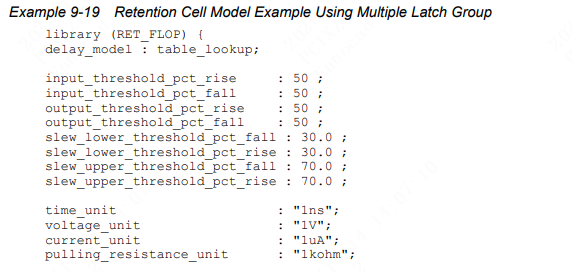 Example 9-19 Retention Cell Model Example Using Multiple Latch Group
library (RET_FLOP) {
delay_model : table_lookup;
input_threshold_pct_rise : 50 ;
input_threshold_pct_fall : 50 ;
output_threshold_pct_rise : 50 ;
output_threshold_pct_fall : 50 ;
slew_lower_threshold_pct_fall : 30.0 ;
slew_lower_threshold_pct_rise : 30.0 ;
slew_upper_threshold_pct_fall : 70.0 ;
slew_upper_threshold_pct_rise : 70.0 ;
time_unit : "1ns";
voltage_unit : "1V";
current_unit : "1uA";
pulling_resistance_unit : "1kohm";